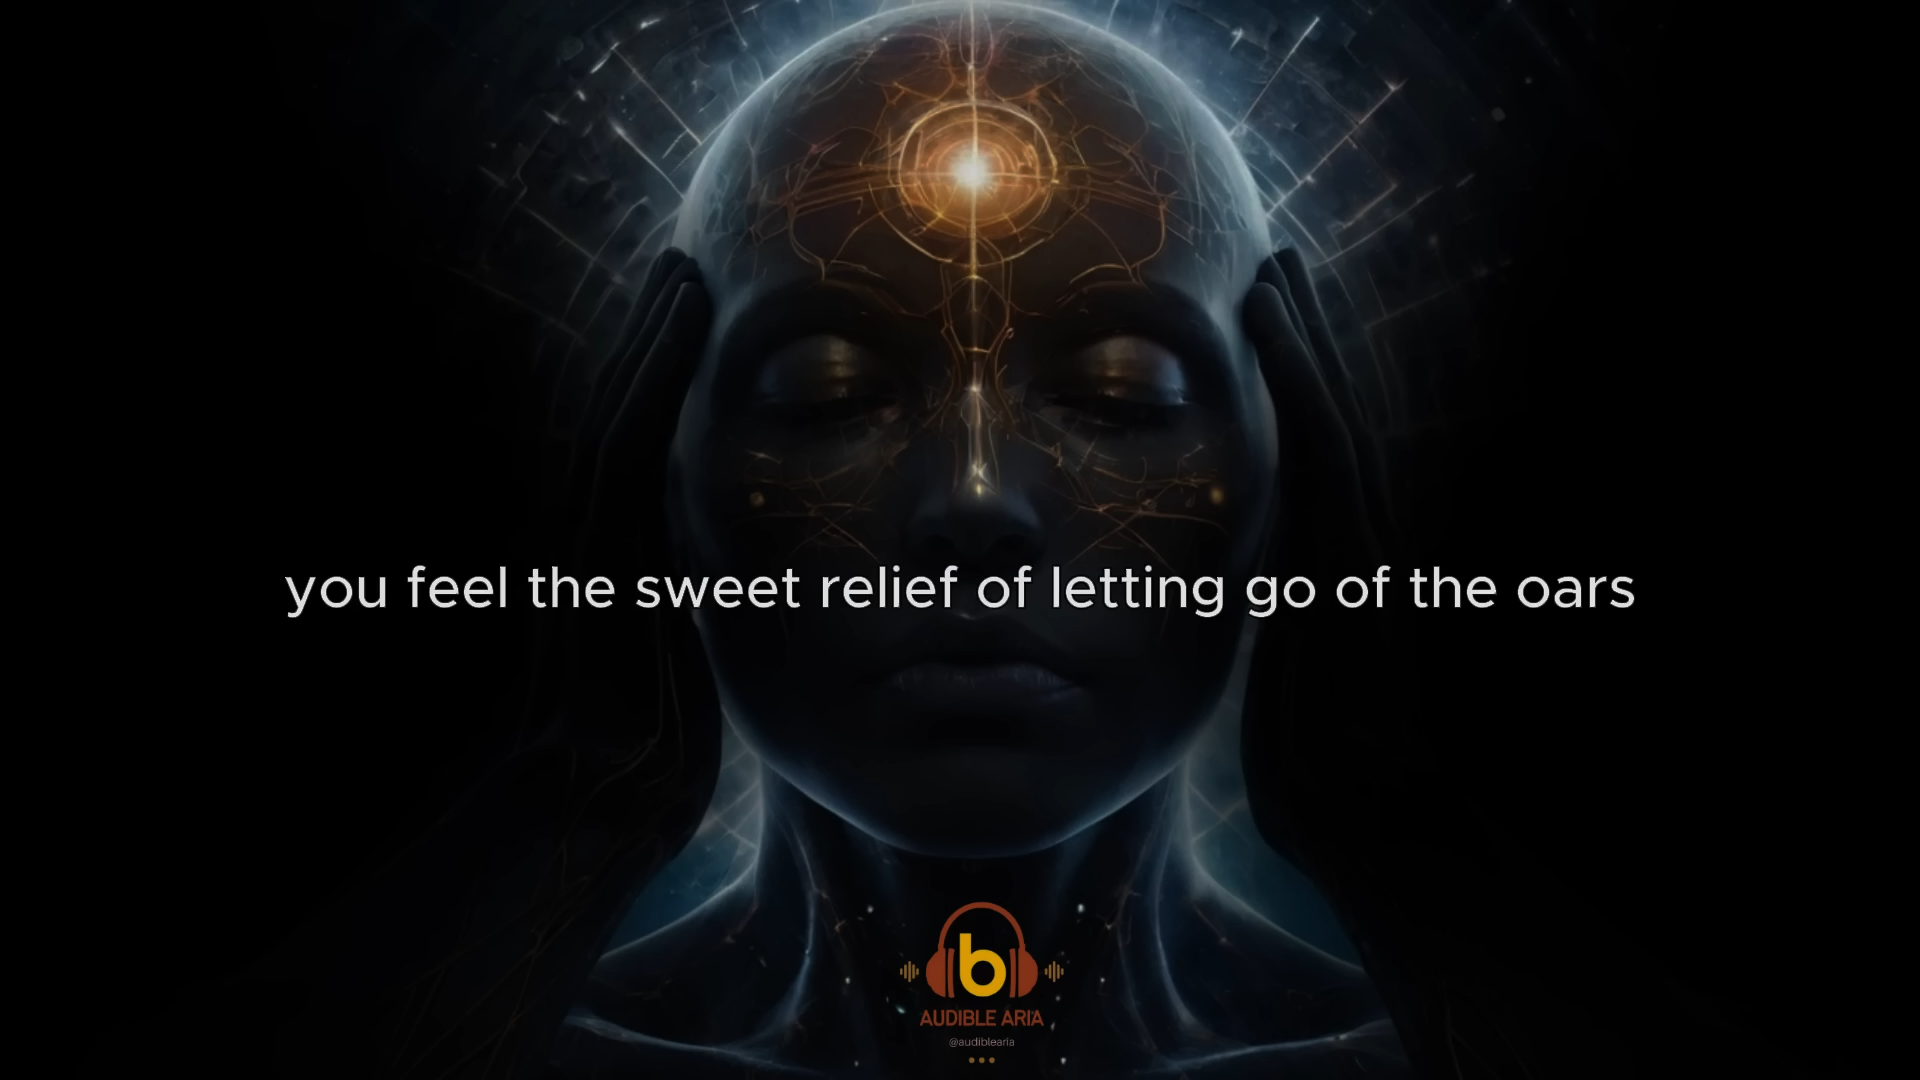 you feel the sweet relief of letting go of the oars
b
AUDIBLE ARIA
@audiblearia